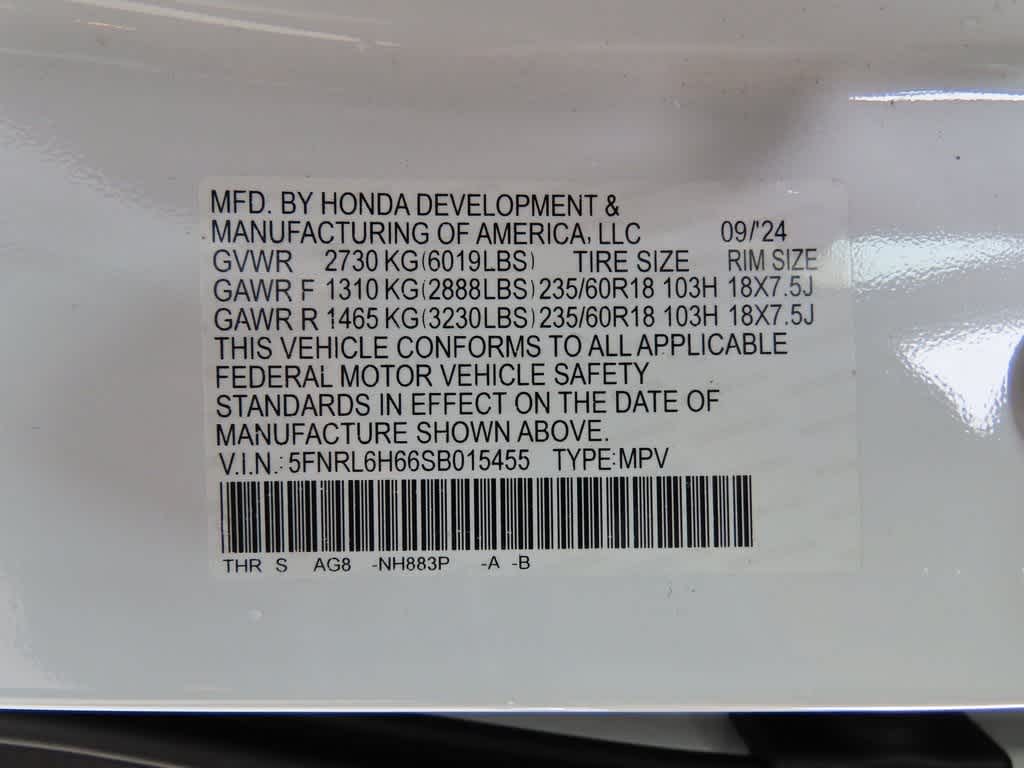 MFD. BY HONDA DEVELOPMENT &
MANUFACTURING OF AMERICA, LLC 09/'24
GVWR 2730 KG(6019LBS) TIRE SIZE RIM SIZE
GAWR F 1310 KG(2888LBS) 235/60R18 103H 18X7.5J
GAWR R 1465 KG(3230LBS) 235/60R18 103H 18X7.5J
THIS VEHICLE CONFORMS TO ALL APPLICABLE
FEDERAL MOTOR VEHICLE SAFETY
STANDARDS IN EFFECT ON THE DATE OF
MANUFACTURE SHOWN ABOVE.
V.I.N.: 5FNRL6H66SB015455 TYPE:MPV
THR S AG8 -NH883P -A -B